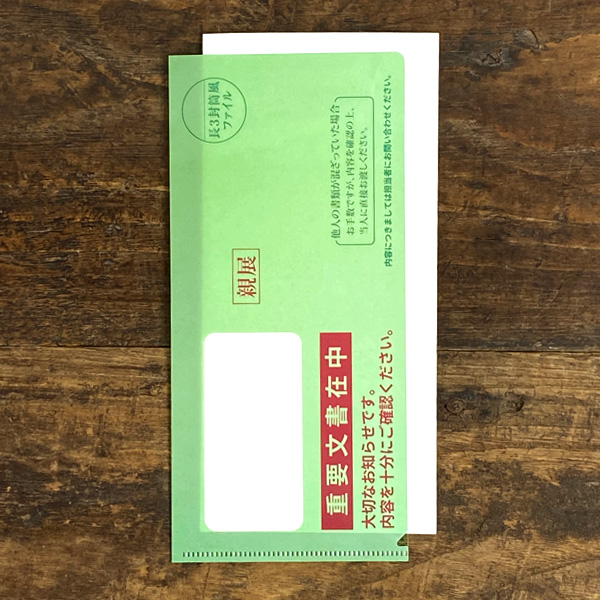 長3封筒風
ファイル
親展
重要文書在中
大切なお知らせです。
内容を十分にご確認ください。
他人の書類が混ざっていた場合、
お手数ですが、内容を確認の上、
当人に直接お渡しください。
内容につきましては担当者にお問い合わせください。